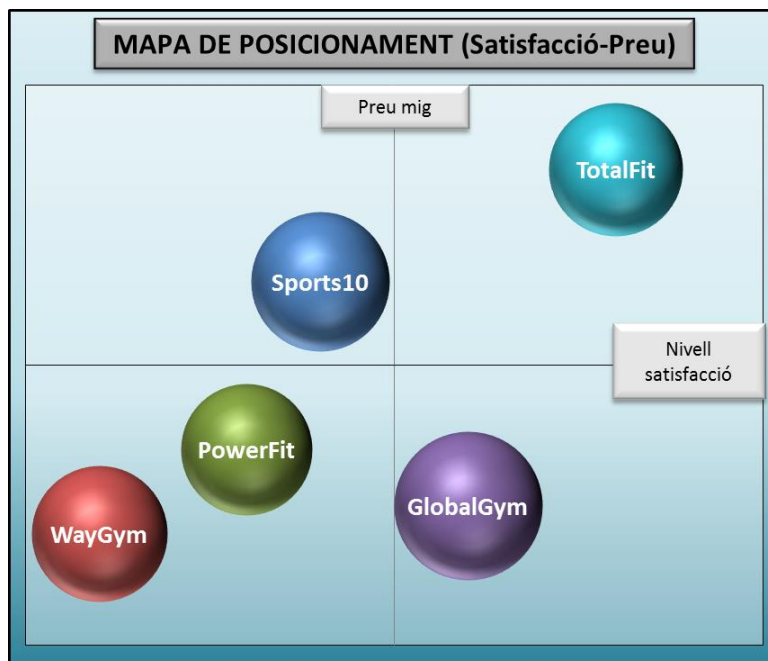 MAPA DE POSICIONAMENT (Satisfacció-Preu)
Preu mig
TotalFit
Sports10
Nivell
satisfacció
PowerFit
GlobalGym
WayGym